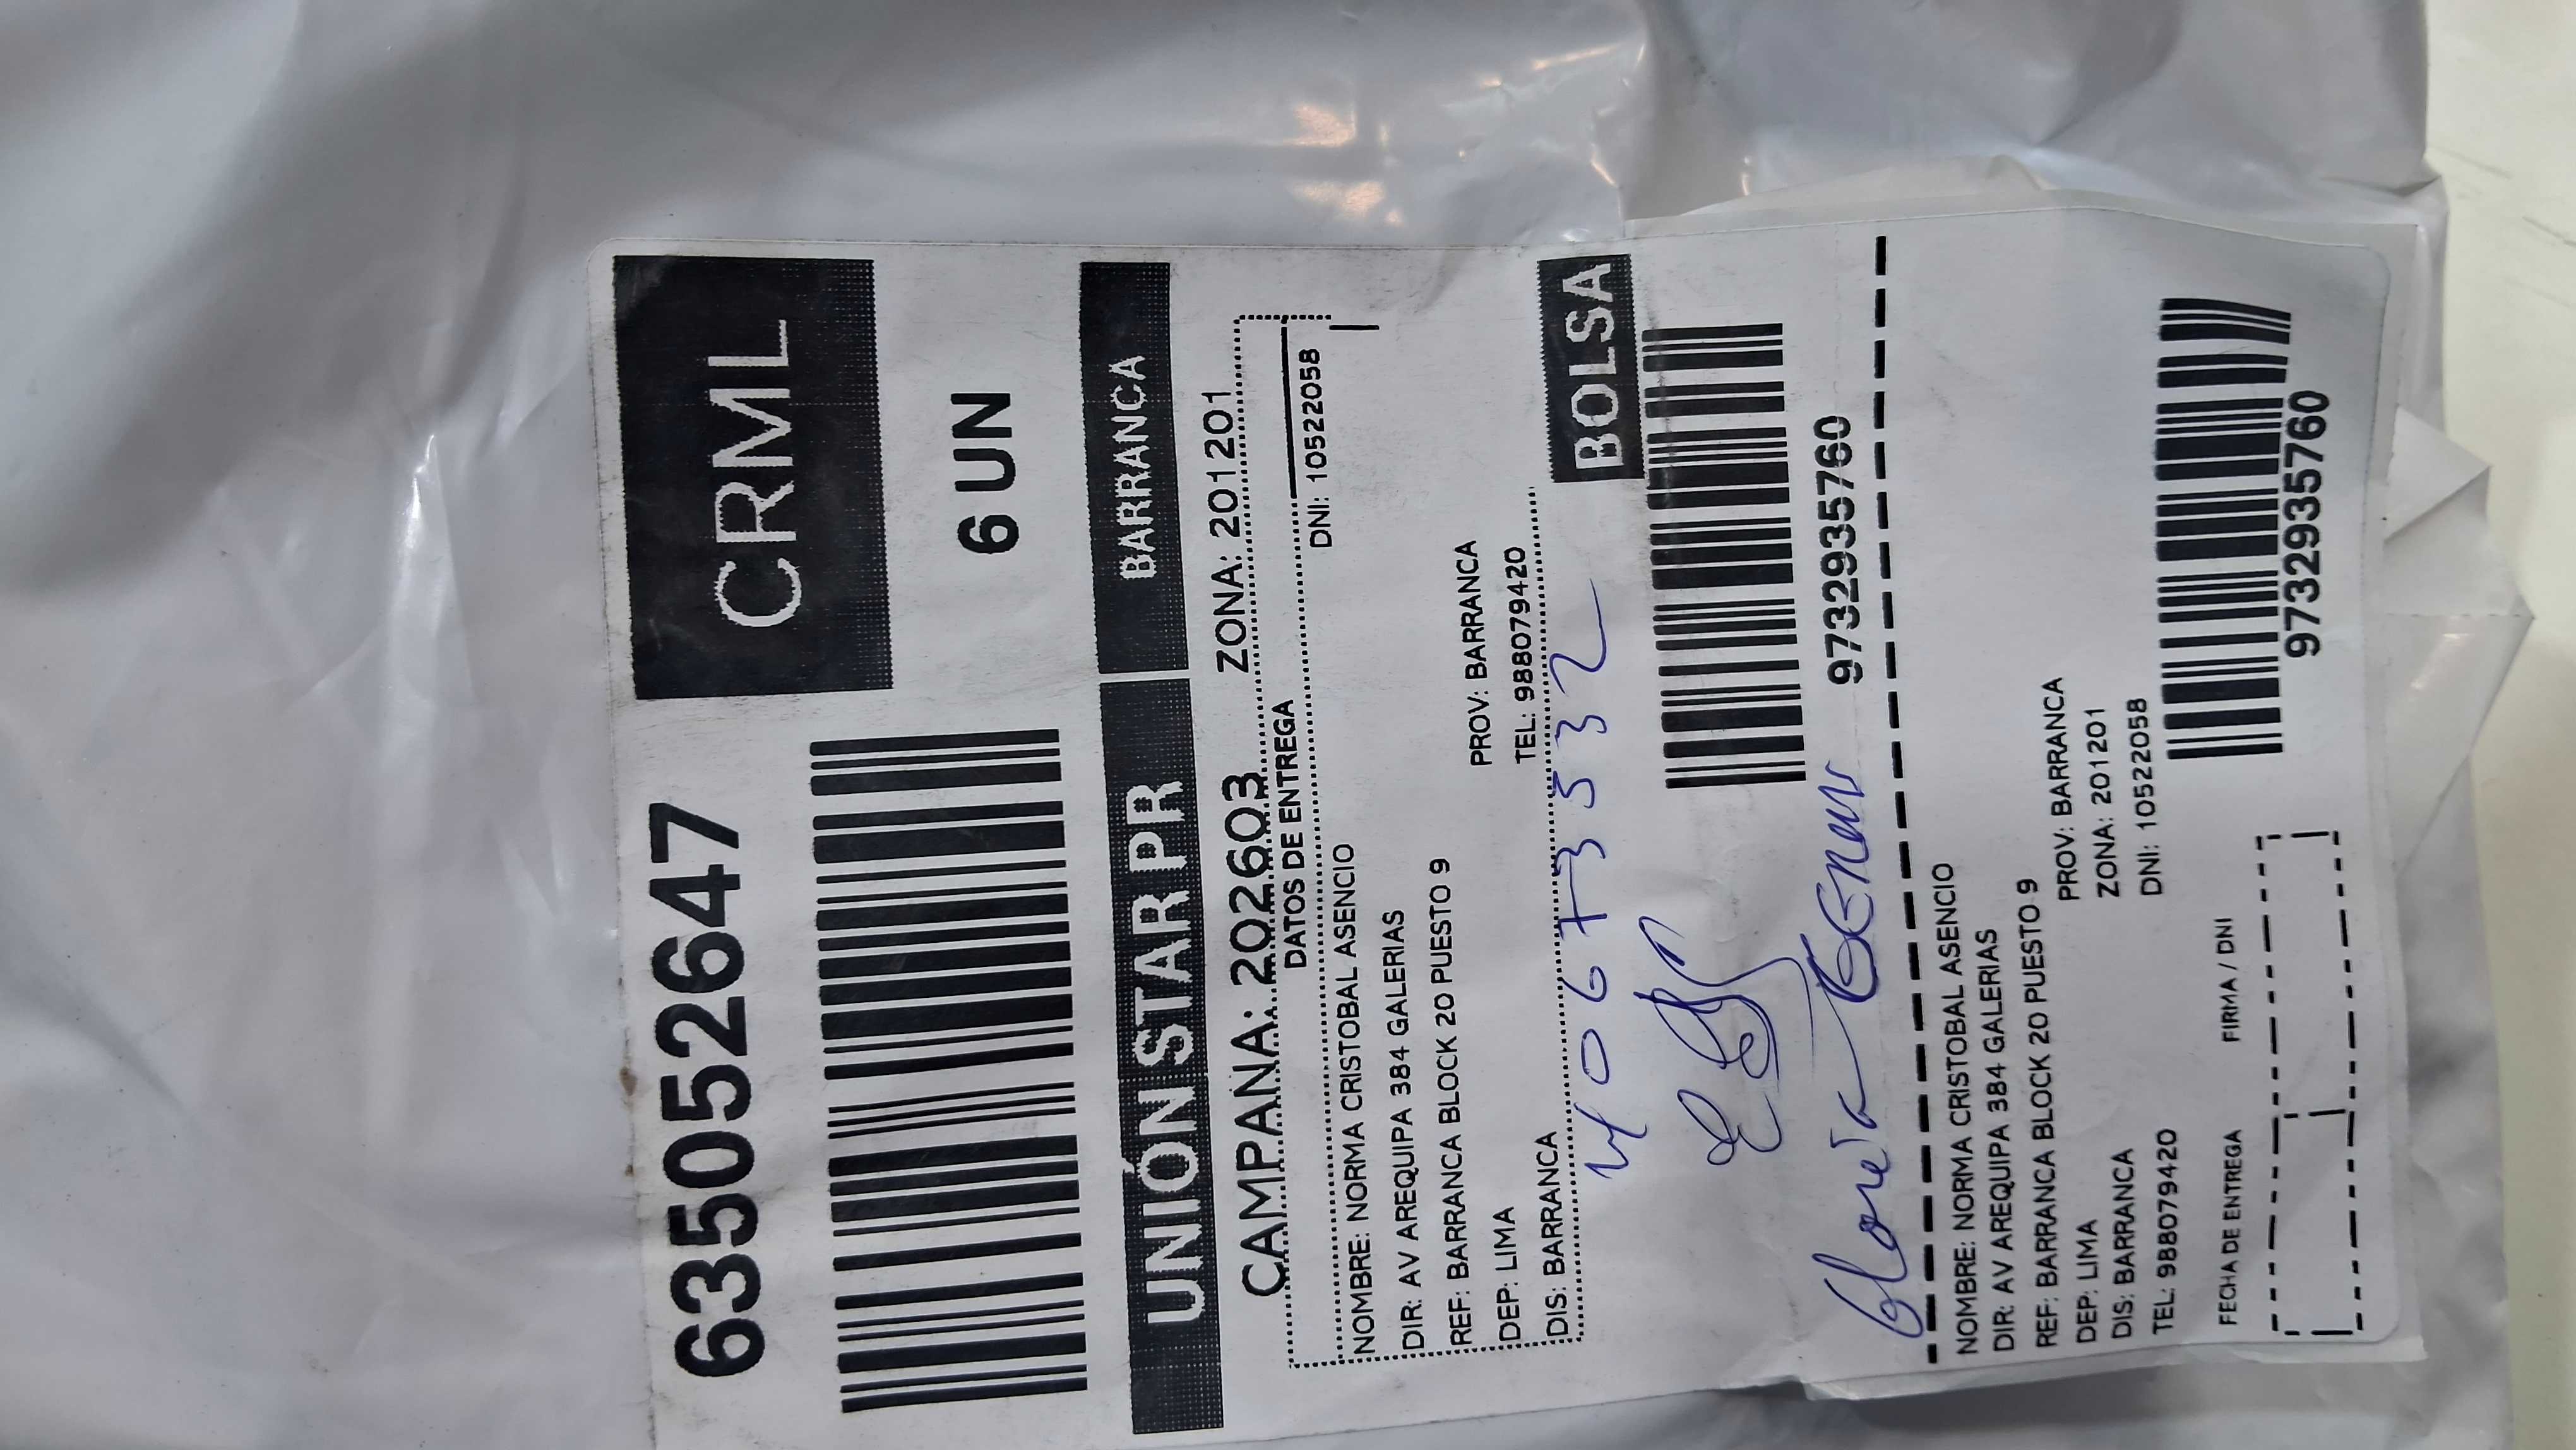 635052647
CRML
6 UN
UNIÓN STAR PR
BARRANCA
CAMPAÑA: 202603 ZONA: 201201
DATOS DE ENTREGA
NOMBRE: NORMA CRISTOBAL ASENCIO DNI: 10522058
DIR: AV AREQUIPA 384 GALERIAS
REF: BARRANCA BLOCK 20 PUESTO 9
DEP: LIMA PROV: BARRANCA
DIS: BARRANCA TEL: 988079420
BOLSA
9732935760
NOMBRE: NORMA CRISTOBAL ASENCIO
DIR: AV AREQUIPA 384 GALERIAS
REF: BARRANCA BLOCK 20 PUESTO 9
DEP: LIMA PROV: BARRANCA
DIS: BARRANCA ZONA: 201201
TEL: 988079420 DNI: 10522058
FECHA DE ENTREGA FIRMA / DNI
9732935760